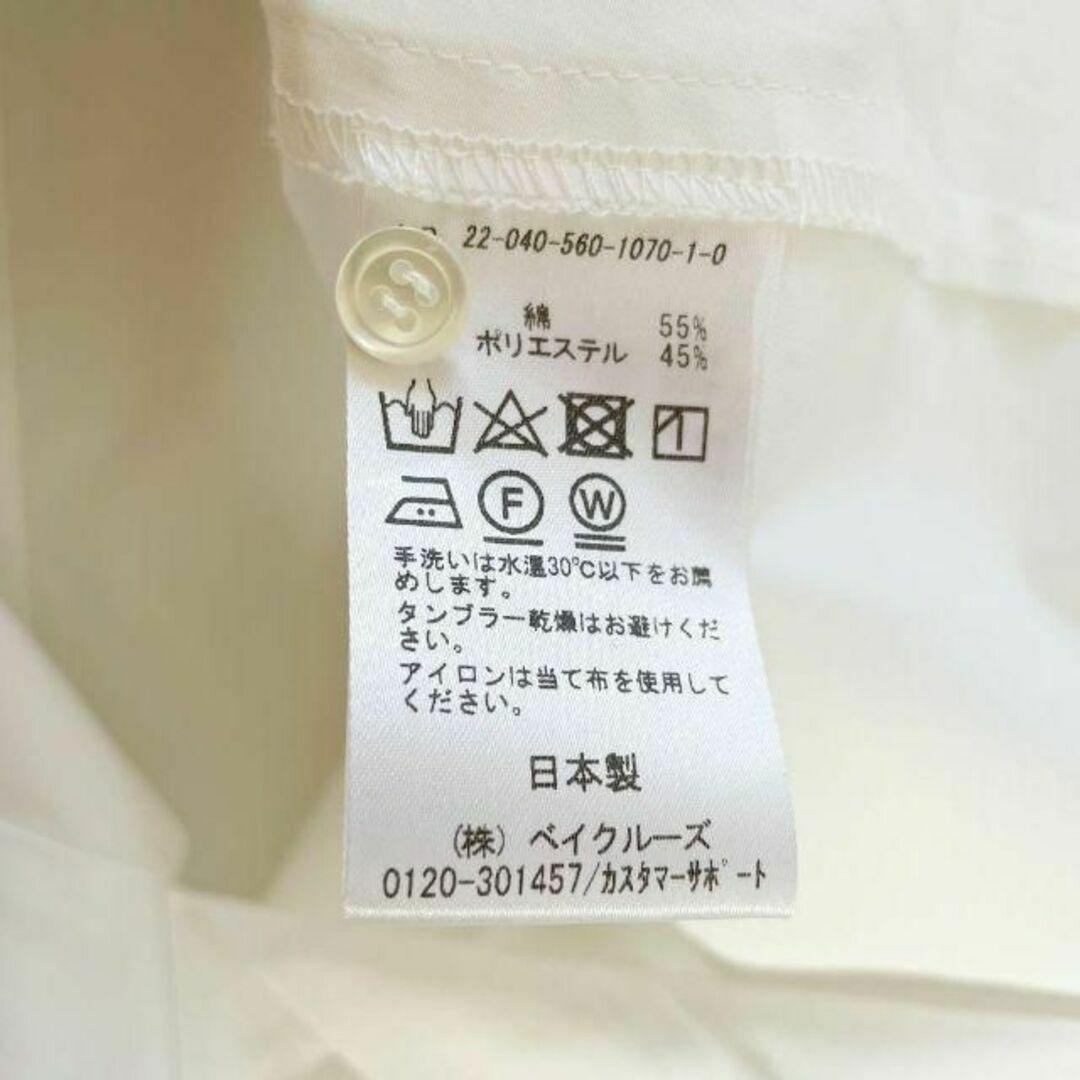 22-040-560-1070-1-0
綿 55%
ポリエステル 45%
F W
手洗いは水温30℃以下をお薦
めします。
タンブラー乾燥はお避けくだ
さい。
アイロンは当て布を使用して
ください。
日本製
(株) ベイクルーズ
0120-301457/カスタマーサポート